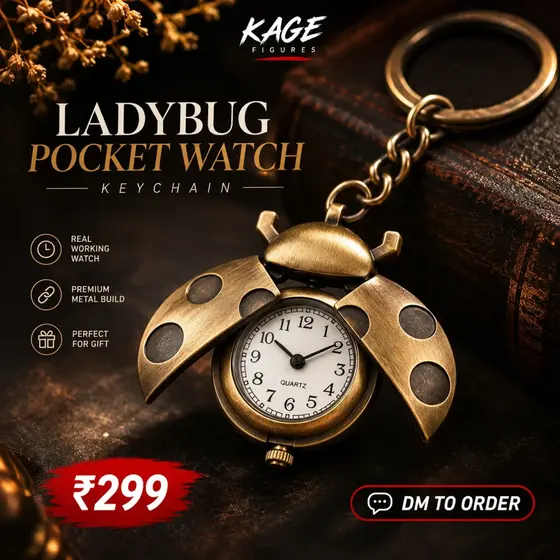 KAGE
FIGURES
LADYBUG
POCKET WATCH
KEYCHAIN
REAL
WORKING
WATCH
PREMIUM
METAL BUILD
PERFECT
FOR GIFT
12
1
2
3
4
5
6
7
8
9
10
11
QUARTZ
₹299
DM TO ORDER